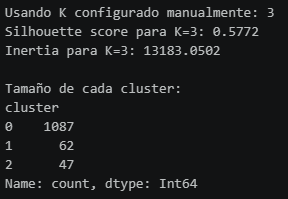 Usando K configurado manualmente: 3
Silhouette score para K=3: 0.5772
Inertia para K=3: 13183.0502

Tamaño de cada cluster:
cluster
0    1087
1      62
2      47
Name: count, dtype: Int64